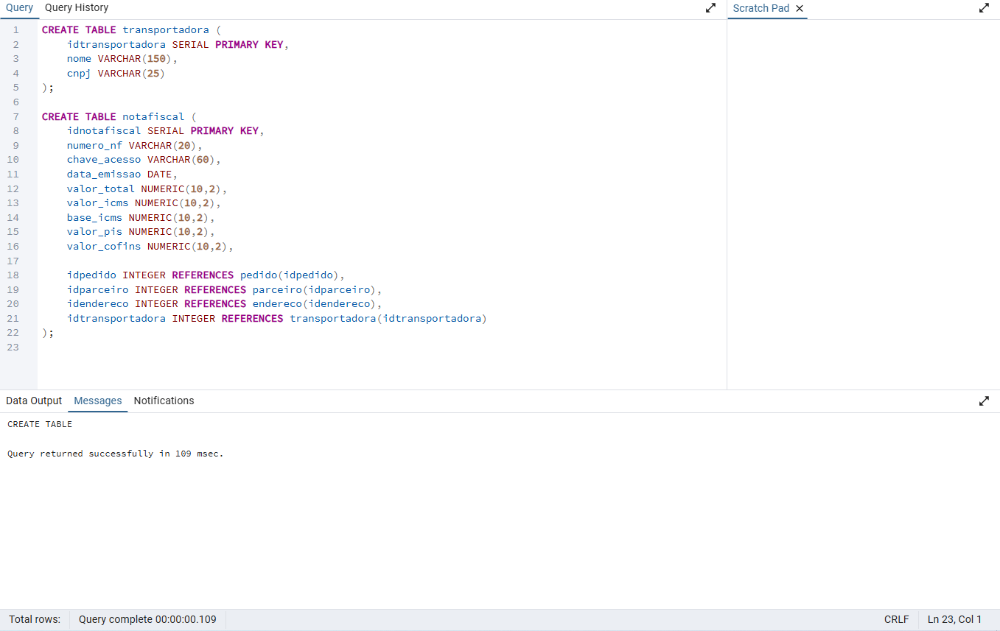 Query Query History
Scratch Pad
1 CREATE TABLE transportadora (
2 idtransportadora SERIAL PRIMARY KEY,
3 nome VARCHAR(150),
4 cnpj VARCHAR(25)
5 );
6
7 CREATE TABLE notafiscal (
8 idnotafiscal SERIAL PRIMARY KEY,
9 numero_nf VARCHAR(20),
10 chave_acesso VARCHAR(60),
11 data_emissao DATE,
12 valor_total NUMERIC(10,2),
13 valor_icms NUMERIC(10,2),
14 base_icms NUMERIC(10,2),
15 valor_pis NUMERIC(10,2),
16 valor_cofins NUMERIC(10,2),
17
18 idpedido INTEGER REFERENCES pedido(idpedido),
19 idparceiro INTEGER REFERENCES parceiro(idparceiro),
20 idendereco INTEGER REFERENCES endereco(idendereco),
21 idtransportadora INTEGER REFERENCES transportadora(idtransportadora)
22 );
23
Data Output Messages Notifications
CREATE TABLE
Query returned successfully in 109 msec.
Total rows: Query complete 00:00:00.109 CRLF Ln 23, Col 1